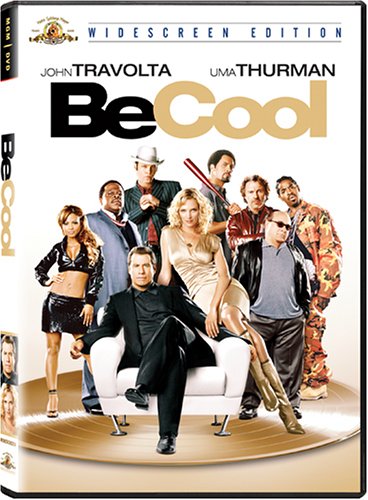 WIDESCREEN EDITION
JOHN TRAVOLTA UMA THURMAN
BeCool
MGM DVD
BeCool